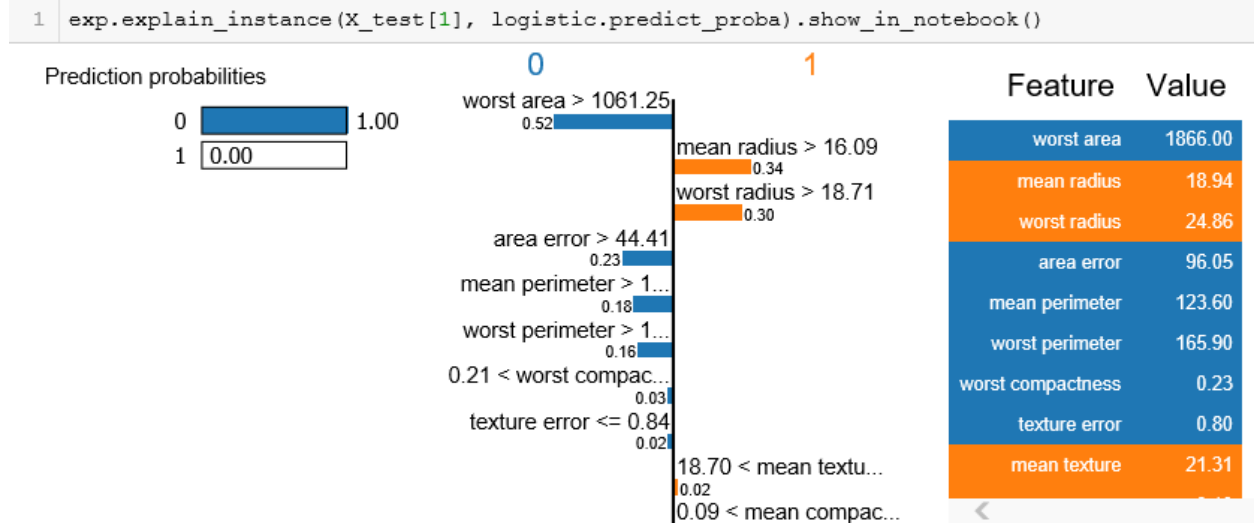 1 exp.explain_instance(X_test[1], logistic.predict_proba).show_in_notebook()
Prediction probabilities
0 1.00
1 0.00
0 1
worst area > 1061.25
0.52
mean radius > 16.09
0.34
worst radius > 18.71
0.30
area error > 44.41
0.23
mean perimeter > 1...
0.18
worst perimeter > 1...
0.16
0.21 < worst compac...
0.03
texture error <= 0.84
0.02
18.70 < mean textu...
0.02
0.09 < mean compac...
Feature Value
worst area 1866.00
mean radius 18.94
worst radius 24.86
area error 96.05
mean perimeter 123.60
worst perimeter 165.90
worst compactness 0.23
texture error 0.80
mean texture 21.31